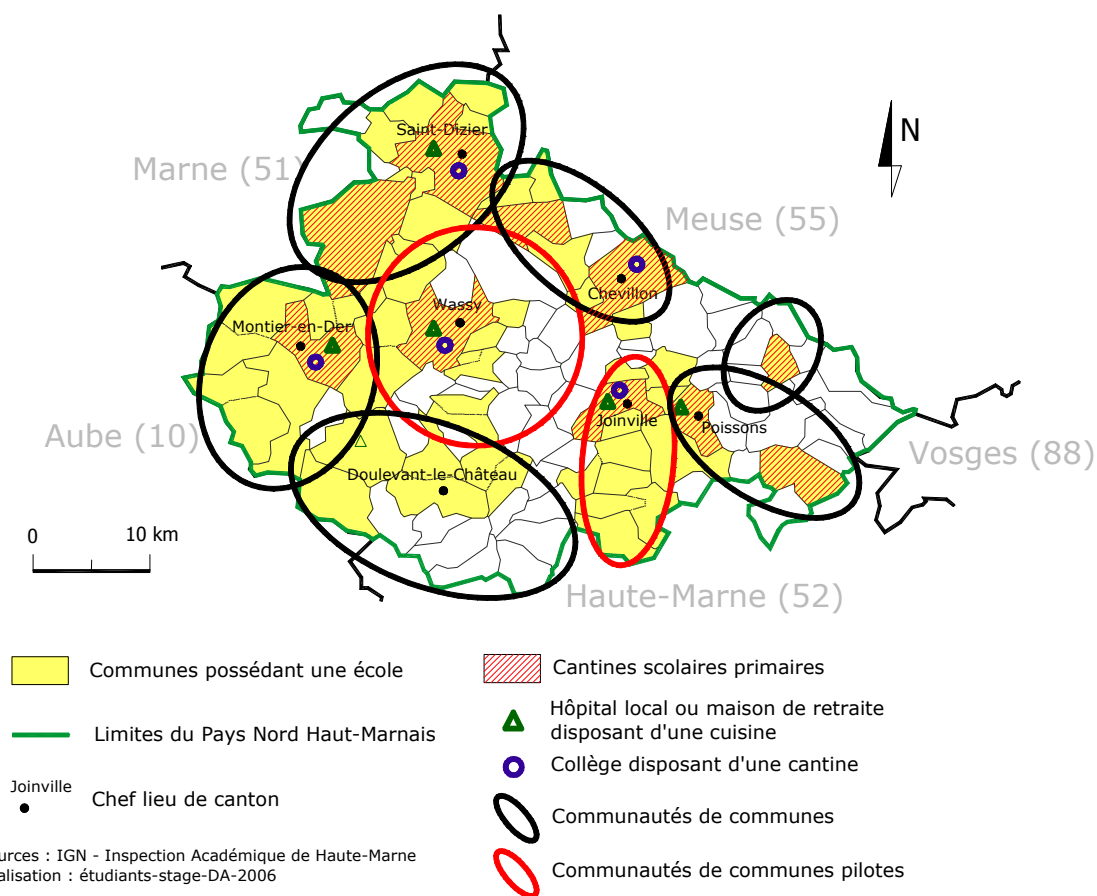 N
Saint-Dizier
Marne (51)
Meuse (55)
Chevillon
Wassy
Montier-en-Der
Joinville
Poissons
Aube (10)
Vosges (88)
Doulevant-le-Château
0 10 km
Haute-Marne (52)
Communes possédant une école
Limites du Pays Nord Haut-Marnais
Joinville
Chef lieu de canton
urces : IGN - Inspection Académique de Haute-Marne
alisation : étudiants-stage-DA-2006
Cantines scolaires primaires
Hôpital local ou maison de retraite
disposant d'une cuisine
Collège disposant d'une cantine
Communautés de communes
Communautés de communes pilotes